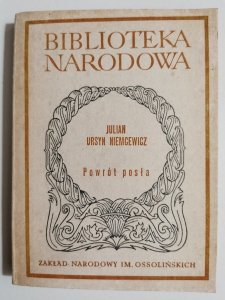 BIBLIOTEKA
NARODOWA
JULIAN
URSYN NIEMCEWICZ
Powrót posła
ZAKŁAD NARODOWY IM. OSSOLIŃSKICH